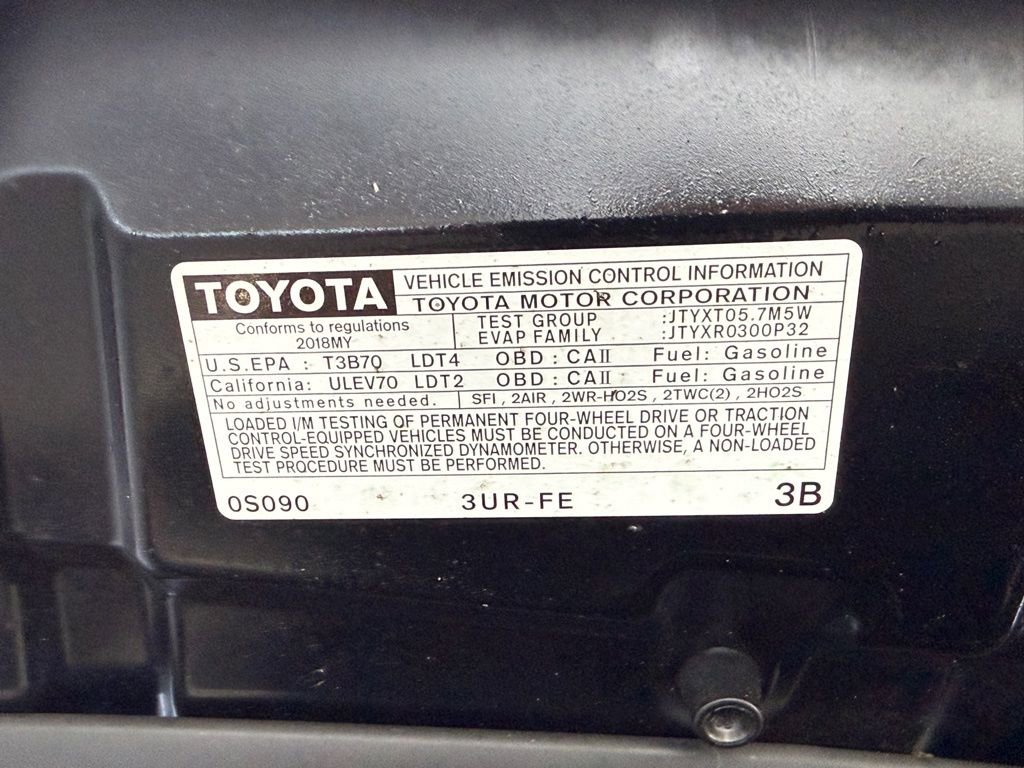 TOYOTA
VEHICLE EMISSION CONTROL INFORMATION
TOYOTA MOTOR CORPORATION
Conforms to regulations
2018MY
TEST GROUP :JTYXT05.7M5W
EVAP FAMILY :JTYXR0300P32
U.S.EPA : T3B70 LDT4 OBD : CAII Fuel: Gasoline
California: ULEV70 LDT2 OBD : CAII Fuel: Gasoline
No adjustments needed. SFI , 2AIR , 2WR-HO2S , 2TWC(2) , 2HO2S
LOADED I/M TESTING OF PERMANENT FOUR-WHEEL DRIVE OR TRACTION
CONTROL-EQUIPPED VEHICLES MUST BE CONDUCTED ON A FOUR-WHEEL
DRIVE SPEED SYNCHRONIZED DYNAMOMETER. OTHERWISE, A NON-LOADED
TEST PROCEDURE MUST BE PERFORMED.
0S090 3UR-FE 3B